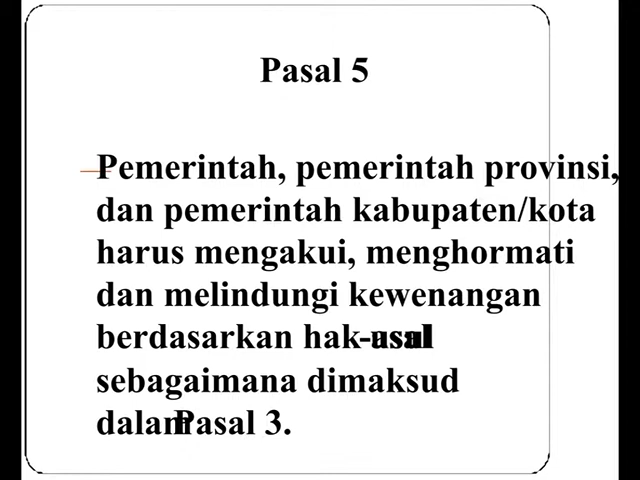 Pasal 5
Pemerintah, pemerintah provinsi,
dan pemerintah kabupaten/kota
harus mengakui, menghormati
dan melindungi kewenangan
berdasarkan hak
sebagaimana dimaksud
dalam Pasal 3.